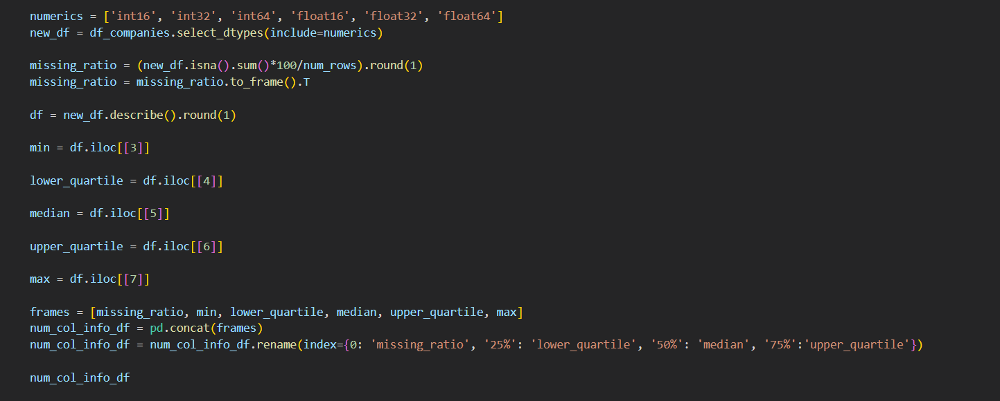 numerics = ['int16', 'int32', 'int64', 'float16', 'float32', 'float64']
new_df = df_companies.select_dtypes(include=numerics)
missing_ratio = (new_df.isna().sum()*100/num_rows).round(1)
missing_ratio = missing_ratio.to_frame().T
df = new_df.describe().round(1)
min = df.iloc[[3]]
lower_quartile = df.iloc[[4]]
median = df.iloc[[5]]
upper_quartile = df.iloc[[6]]
max = df.iloc[[7]]
frames = [missing_ratio, min, lower_quartile, median, upper_quartile, max]
num_col_info_df = pd.concat(frames)
num_col_info_df = num_col_info_df.rename(index={0: 'missing_ratio', '25%': 'lower_quartile', '50%': 'median', '75%':'upper_quartile'})
num_col_info_df